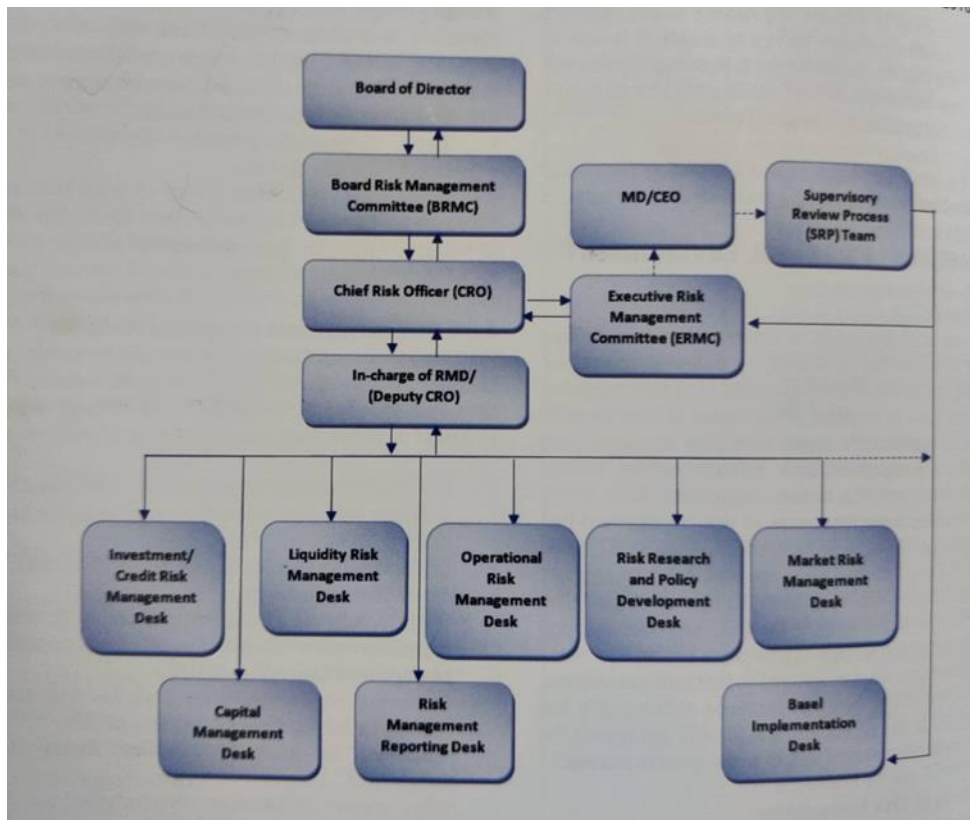 Board of Director
Board Risk Management
Committee (BRMC)
MD/CEO
Supervisory
Review Process
(SRP) Team
Chief Risk Officer (CRO)
Executive Risk
Management
Committee (ERMC)
In-charge of RMD/
(Deputy CRO)
Investment/
Credit Risk
Management
Desk
Liquidity Risk
Management
Desk
Operational
Risk
Management
Desk
Risk Research
and Policy
Development
Desk
Market Risk
Management
Desk
Capital
Management
Desk
Risk
Management
Reporting Desk
Basel
Implementation
Desk